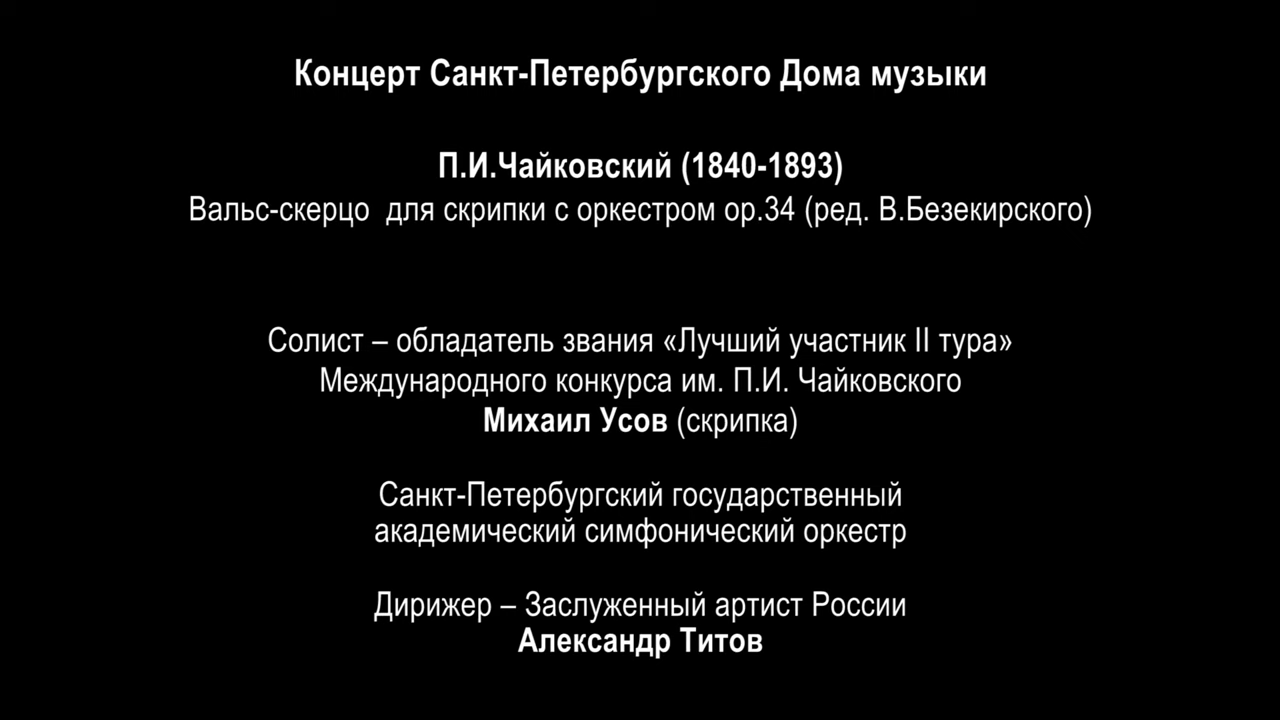 Концерт Санкт-Петербургского Дома музыки
П.И.Чайковский (1840-1893)
Вальс-скерцо для скрипки с оркестром ор.34 (ред. В.Безекирского)
Солист – обладатель звания «Лучший участник II тура»
Международного конкурса им. П.И. Чайковского
Михаил Усов (скрипка)
Санкт-Петербургский государственный
академический симфонический оркестр
Дирижер – Заслуженный артист России
Александр Титов